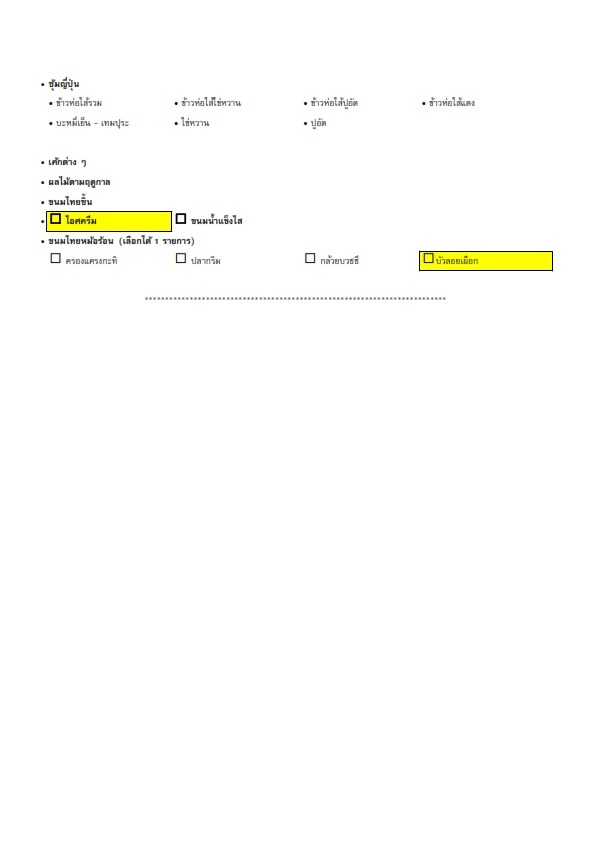 • ซุ้มญี่ปุ่น
• ข้าวห่อไส้รวม • ข้าวห่อไส้ไข่หวาน • ข้าวห่อไส้ปูอัด • ข้าวห่อไส้แตง
• บะหมี่เย็น - เทมปุระ • ไข่หวาน • ปูอัด
• เค้กต่าง ๆ
• ผลไม้ตามฤดูกาล
• ขนมไทยชิ้น
• ☐ ไอศครีม ☐ ขนมน้ำแข็งไส
• ขนมไทยหม้อร้อน (เลือกได้ 1 รายการ)
☐ ครองแครงกะทิ ☐ ปลากริม ☐ กล้วยบวชชี ☐ บัวลอยเผือก
**************************************************************************